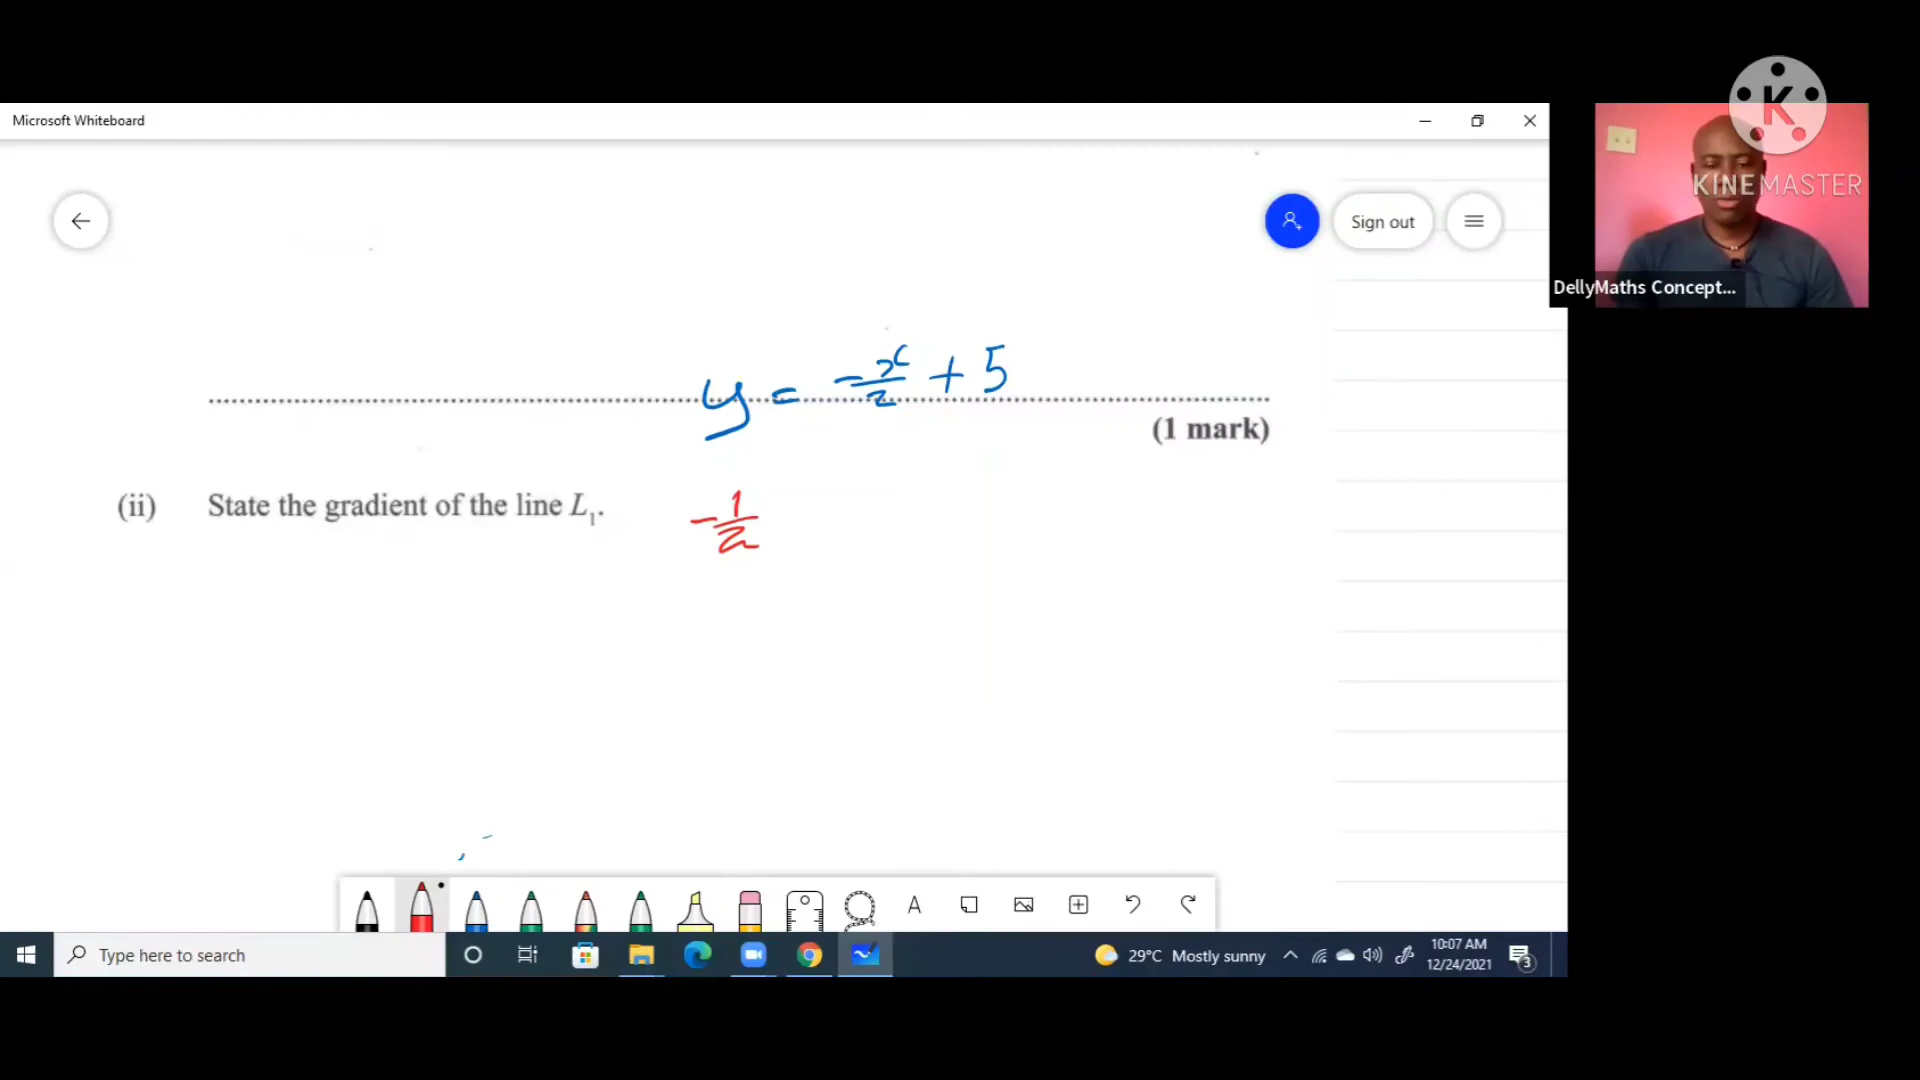 Microsoft Whiteboard
KINEMASTER
Sign out
DellyMaths Concept...
y = -x/2 + 5
(1 mark)
(ii) State the gradient of the line L₁. -1/2
A
Type here to search
29°C Mostly sunny
10:07 AM
12/24/2021
3